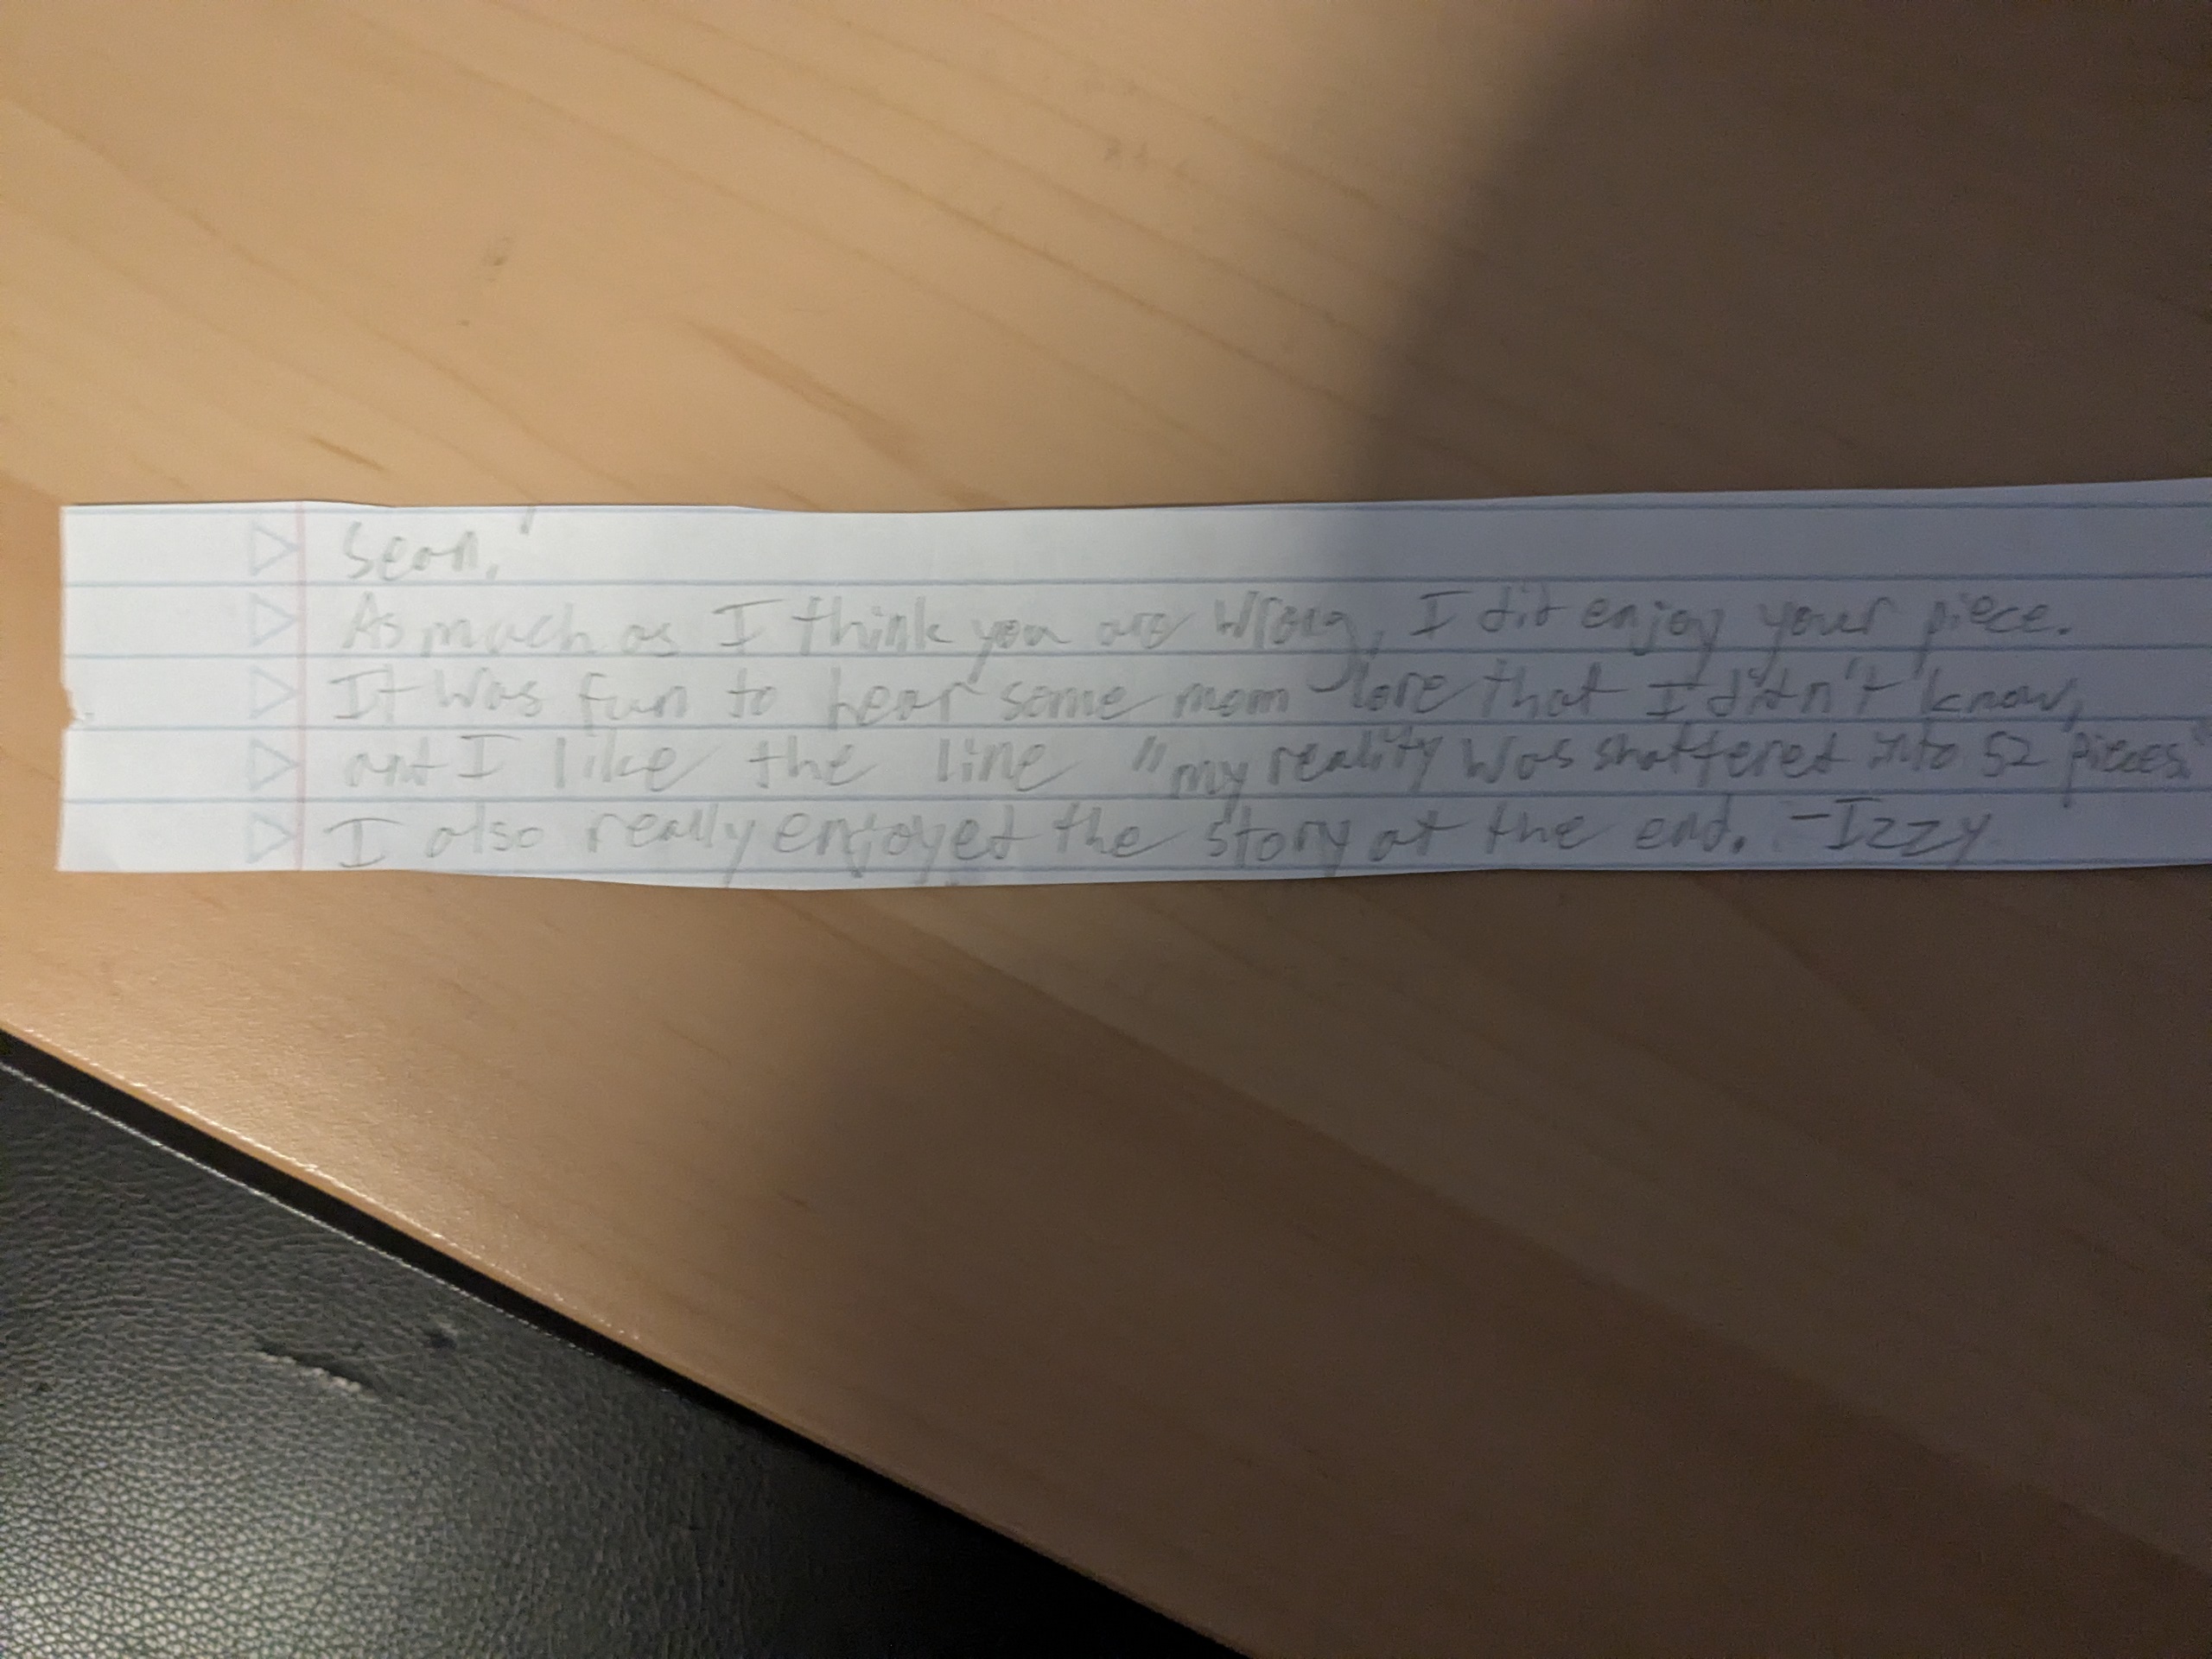 Sean,
As much as I think you are wrong, I did enjoy your piece.
It was fun to hear some mom lore that I didn't know,
and I like the line "my reality was shattered into 52 pieces."
I also really enjoyed the story at the end. -Izzy